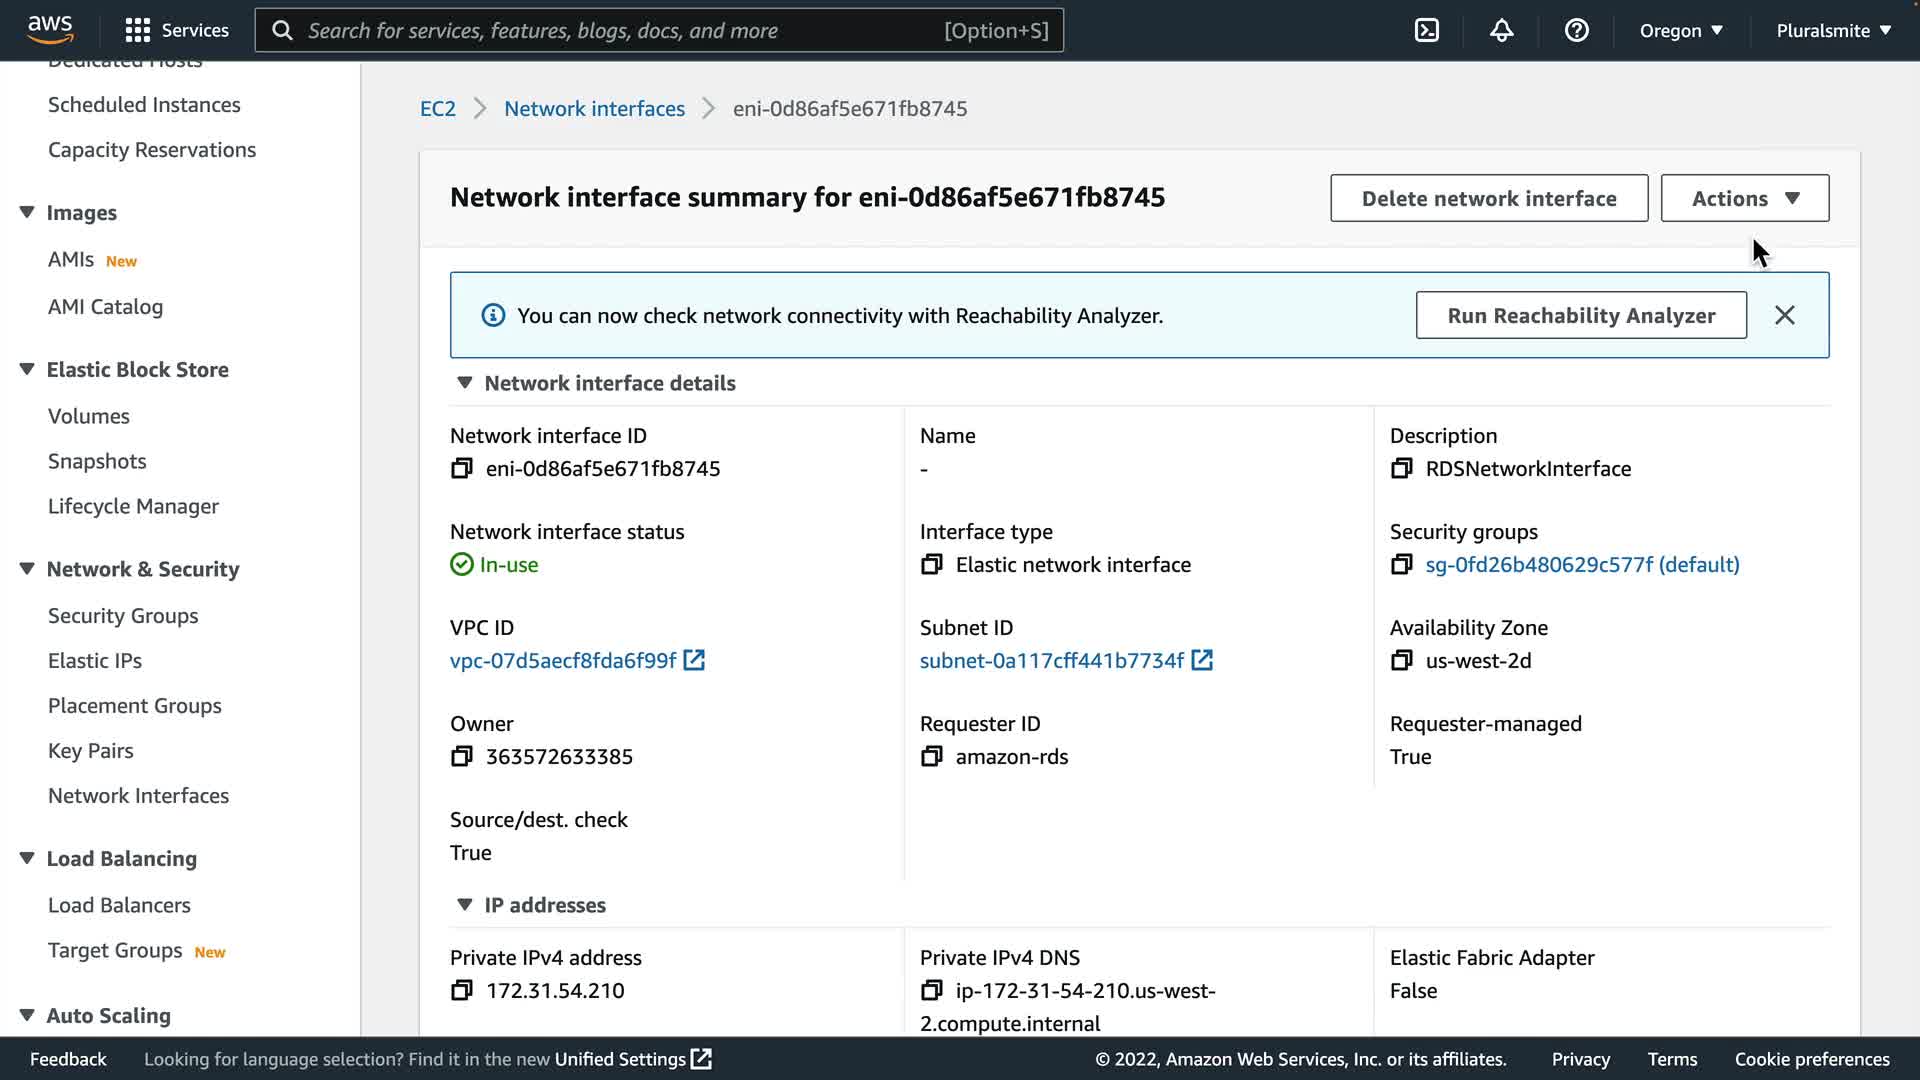 aws
Services
Search for services, features, blogs, docs, and more [Option+S]
Oregon
Pluralsmite
Dedicated Hosts
Scheduled Instances
Capacity Reservations
Images
AMIs New
AMI Catalog
Elastic Block Store
Volumes
Snapshots
Lifecycle Manager
Network & Security
Security Groups
Elastic IPs
Placement Groups
Key Pairs
Network Interfaces
Load Balancing
Load Balancers
Target Groups New
Auto Scaling
EC2 > Network interfaces > eni-0d86af5e671fb8745
Network interface summary for eni-0d86af5e671fb8745
Delete network interface
Actions
You can now check network connectivity with Reachability Analyzer.
Run Reachability Analyzer
Network interface details
Network interface ID
eni-0d86af5e671fb8745
Name
-
Description
RDSNetworkInterface
Network interface status
In-use
Interface type
Elastic network interface
Security groups
sg-0fd26b480629c577f (default)
VPC ID
vpc-07d5aecf8fda6f99f
Subnet ID
subnet-0a117cff441b7734f
Availability Zone
us-west-2d
Owner
363572633385
Requester ID
amazon-rds
Requester-managed
True
Source/dest. check
True
IP addresses
Private IPv4 address
172.31.54.210
Private IPv4 DNS
ip-172-31-54-210.us-west-
2.compute.internal
Elastic Fabric Adapter
False
Feedback
Looking for language selection? Find it in the new Unified Settings
© 2022, Amazon Web Services, Inc. or its affiliates.
Privacy
Terms
Cookie preferences